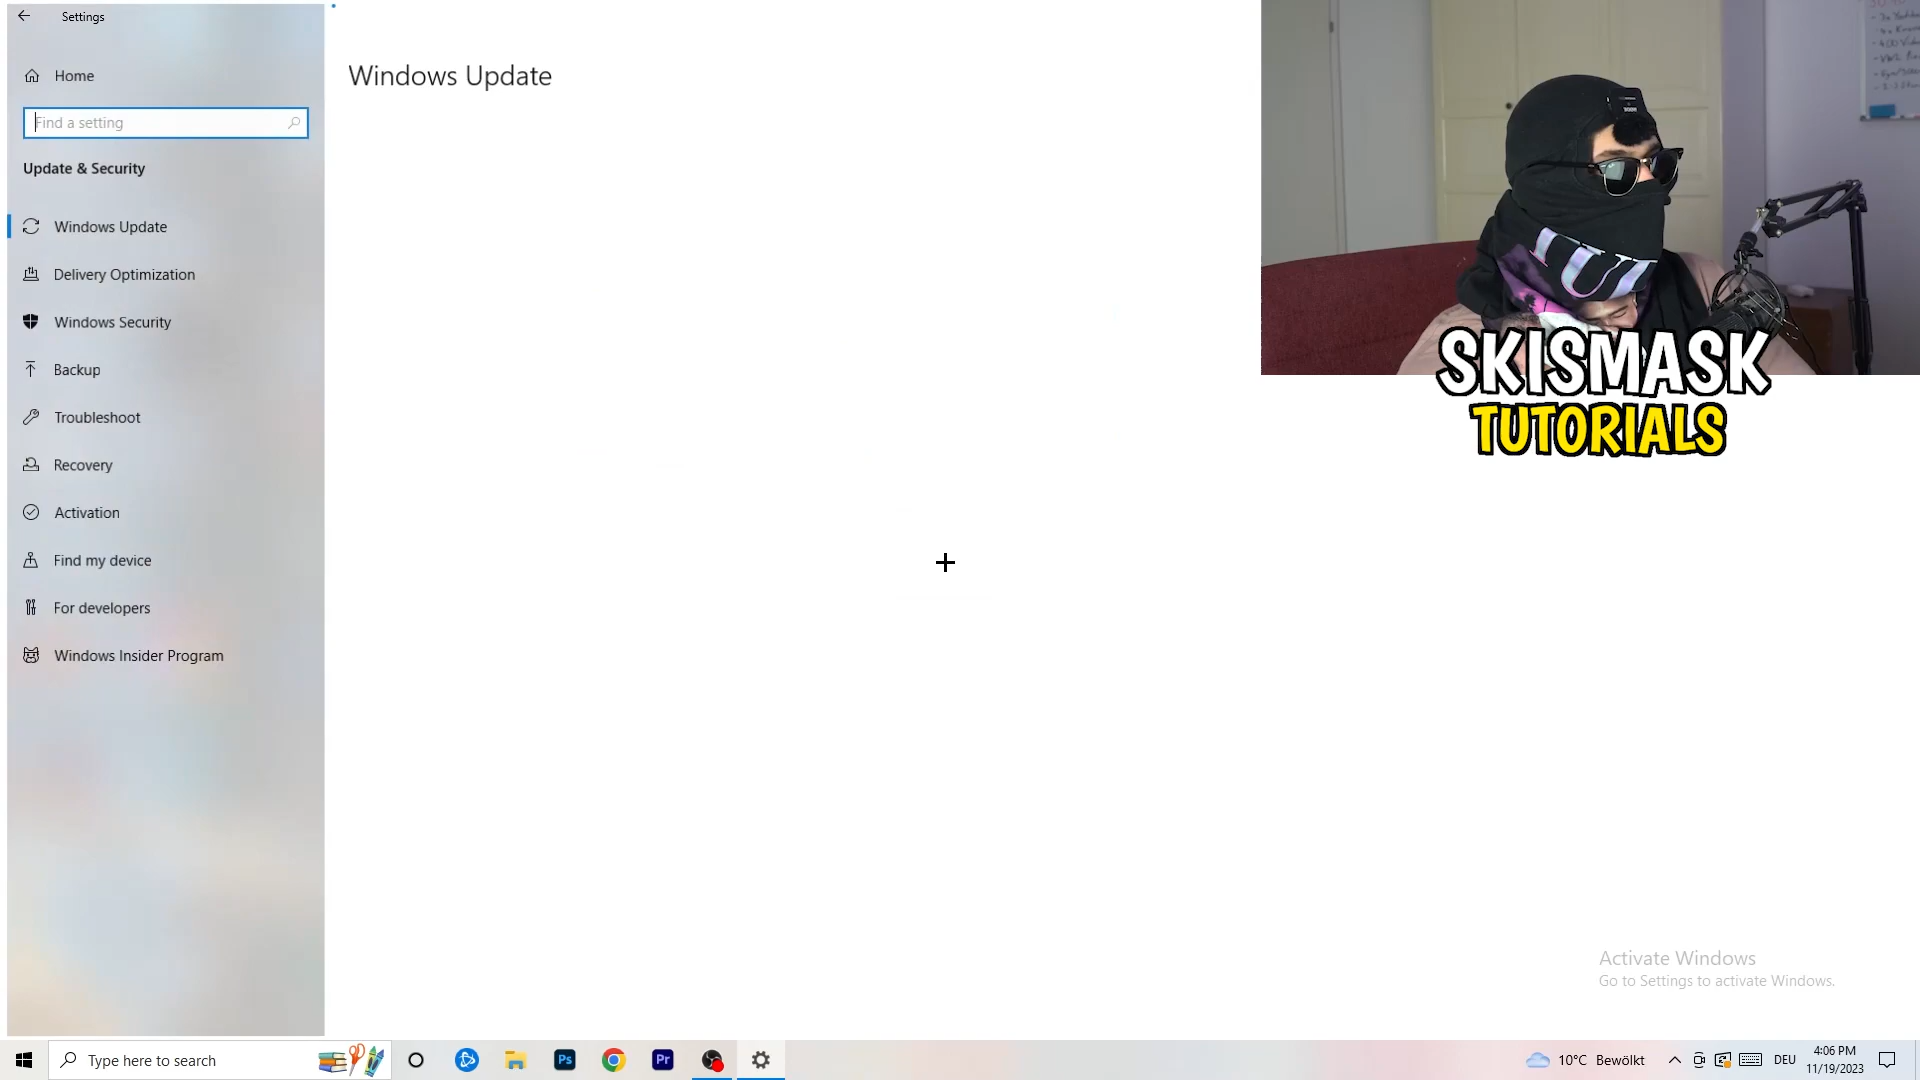 Settings
Home
Find a setting
Update & Security
Windows Update
Delivery Optimization
Windows Security
Backup
Troubleshoot
Recovery
Activation
Find my device
For developers
Windows Insider Program
Windows Update
SKISMASK
TUTORIALS
Activate Windows
Go to Settings to activate Windows.
Type here to search
Ps
Pr
10°C Bewölkt
DEU
4:06 PM
11/19/2023